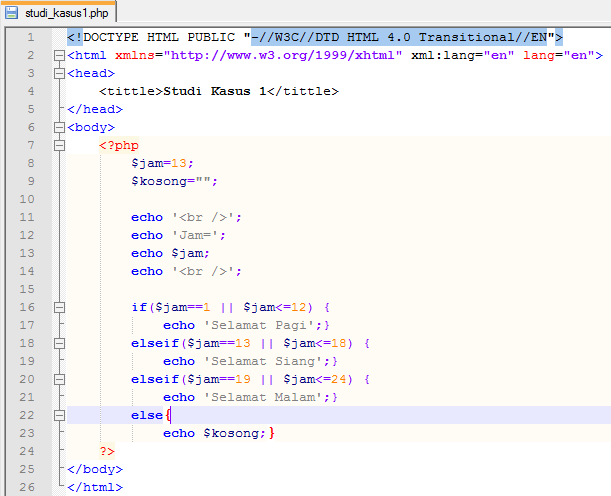 studi_kasus1.php
1 <!DOCTYPE HTML PUBLIC "-//W3C//DTD HTML 4.0 Transitional//EN">
2 <html xmlns="http://www.w3.org/1999/xhtml" xml:lang="en" lang="en">
3 <head>
4 <tittle>Studi Kasus 1</tittle>
5 </head>
6 <body>
7 <?php
8 $jam=13;
9 $kosong="";
10
11 echo '<br />';
12 echo 'Jam=';
13 echo $jam;
14 echo '<br />';
15
16 if($jam==1 || $jam<=12) {
17 echo 'Selamat Pagi';}
18 elseif($jam==13 || $jam<=18) {
19 echo 'Selamat Siang';}
20 elseif($jam==19 || $jam<=24) {
21 echo 'Selamat Malam';}
22 else{
23 echo $kosong;}
24 ?>
25 </body>
26 </html>